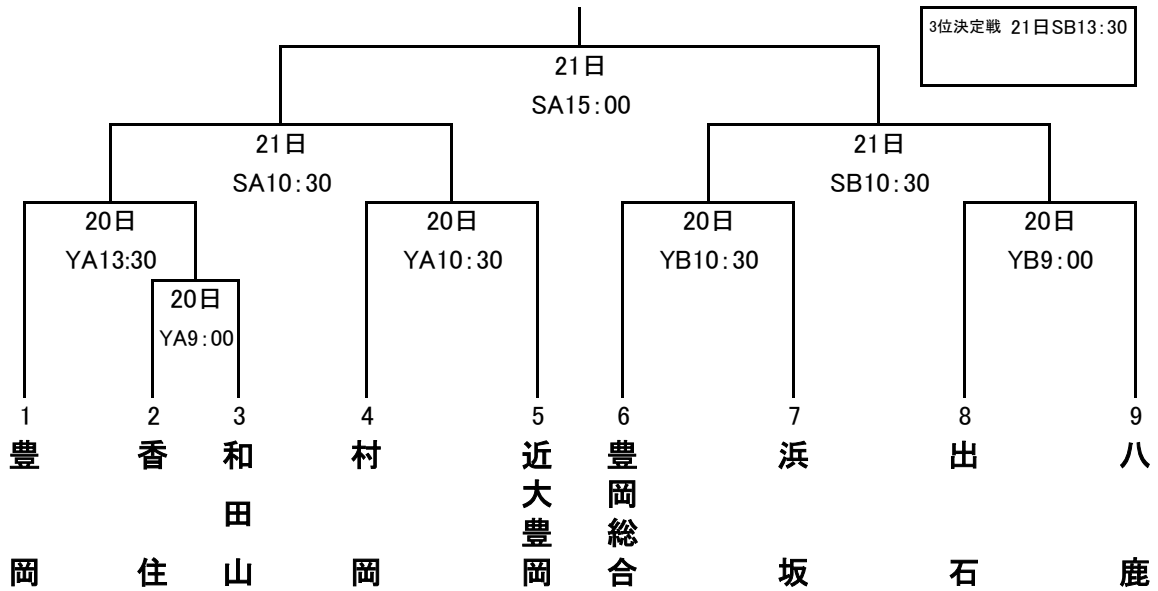 3位決定戦 21日SB13:30
21日
SA15:00
21日
SA10:30
21日
SB10:30
20日
YA13:30
20日
YA10:30
20日
YB10:30
20日
YB9:00
20日
YA9:00
1
2
3
4
5
6
7
8
9
豊岡
香住
和田山
村岡
近大豊岡
豊岡総合
浜坂
出石
八鹿